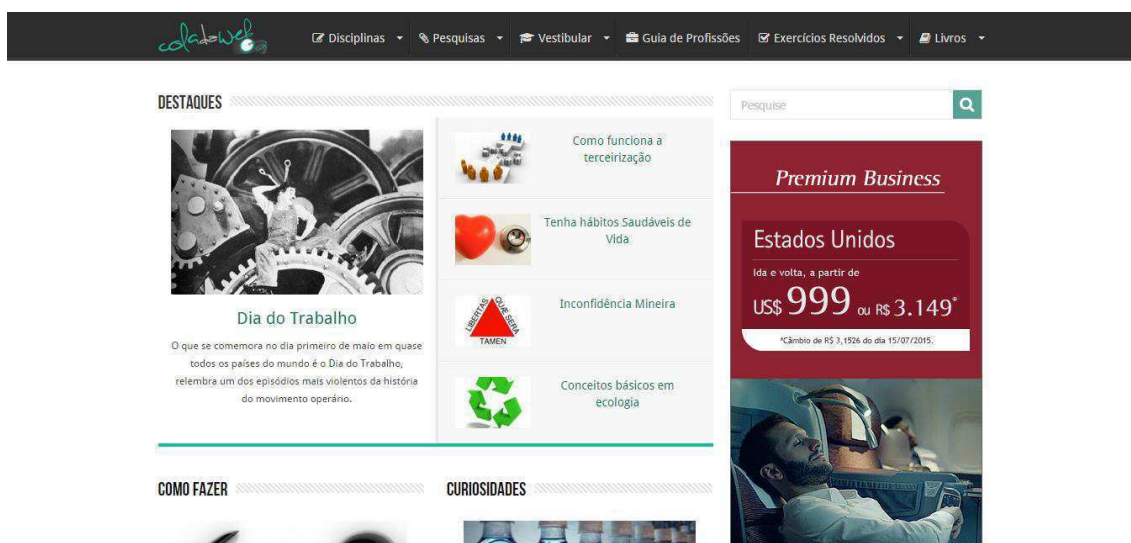 coladaweb
Disciplinas
Pesquisas
Vestibular
Guia de Profissões
Exercícios Resolvidos
Livros
DESTAQUES
Dia do Trabalho
O que se comemora no dia primeiro de maio em quase
todos os países do mundo é o Dia do Trabalho,
relembra um dos episódios mais violentos da história
do movimento operário.
Como funciona a
terceirização
Tenha hábitos Saudáveis de
Vida
LIBERTAS QUE SERA
TAMEN
Inconfidência Mineira
Conceitos básicos em
ecologia
Pesquise
Premium Business
Estados Unidos
Ida e volta, a partir de
US$ 999 ou R$ 3.149*
*Câmbio de R$ 3,1526 do dia 15/07/2015.
COMO FAZER
CURIOSIDADES